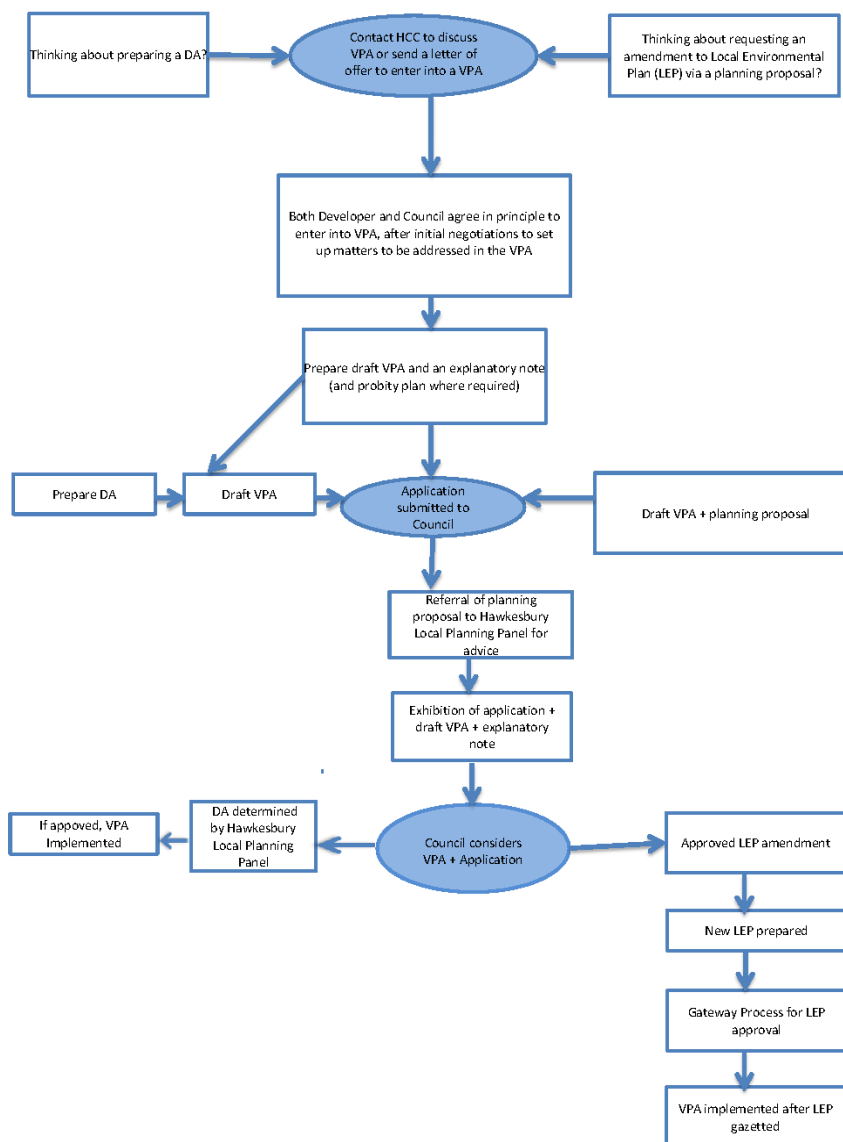 Thinking about preparing a DA?
Contact HCC to discuss
VPA or send a letter of
offer to enter into a VPA
Thinking about requesting an
amendment to Local Environmental
Plan (LEP) via a planning proposal?
Both Developer and Council agree in principle to
enter into VPA, after initial negotiations to set
up matters to be addressed in the VPA
Prepare draft VPA and an explanatory note
(and probity plan where required)
Prepare DA
Draft VPA
Application
submitted to
Council
Draft VPA + planning proposal
Referral of planning
proposal to Hawkesbury
Local Planning Panel for
advice
Exhibition of application +
draft VPA + explanatory
note
If appoved, VPA
Implemented
DA determined
by Hawkesbury
Local Planning
Panel
Council considers
VPA + Application
Approved LEP amendment
New LEP prepared
Gateway Process for LEP
approval
VPA implemented after LEP
gazetted